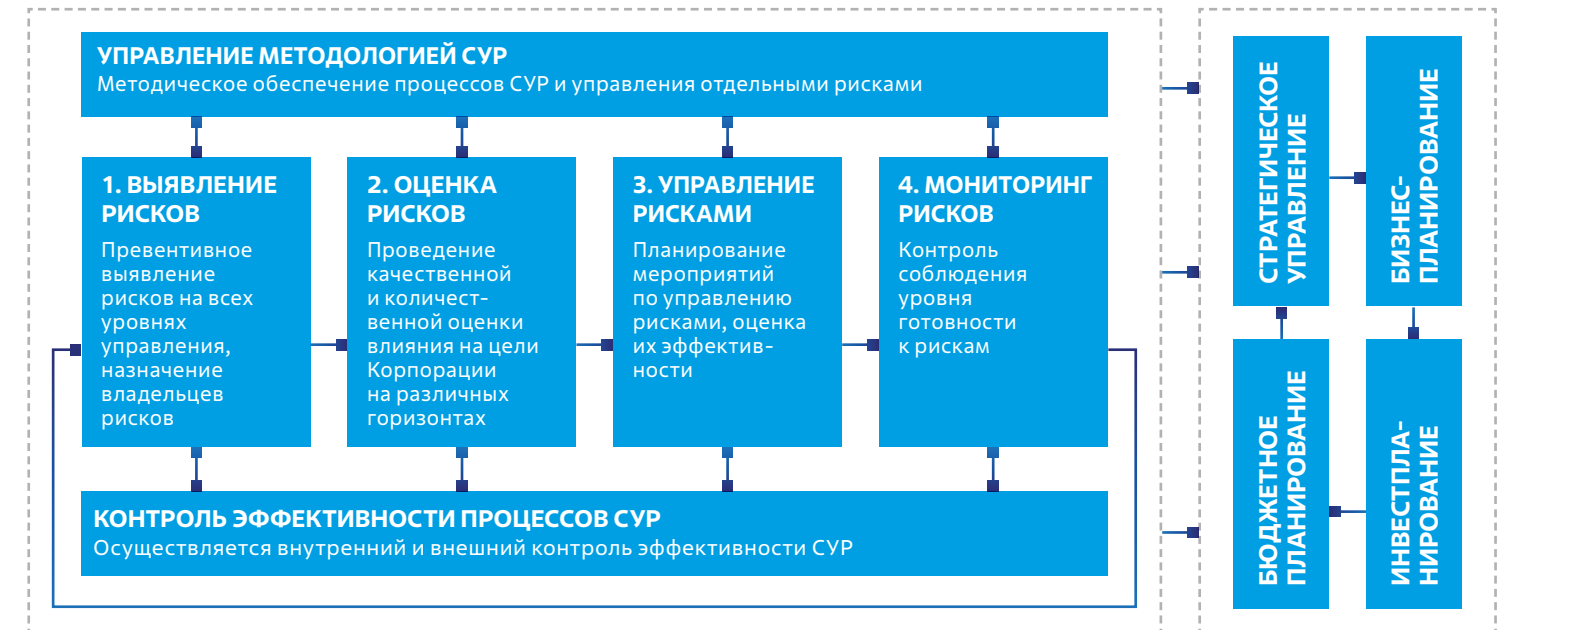 УПРАВЛЕНИЕ МЕТОДОЛОГИЕЙ СУР
Методическое обеспечение процессов СУР и управления отдельными рисками
1. ВЫЯВЛЕНИЕ
РИСКОВ
Превентивное
выявление
рисков на всех
уровнях
управления,
назначение
владельцев
рисков
2. ОЦЕНКА
РИСКОВ
Проведение
качественной
и количест-
венной оценки
влияния на цели
Корпорации
на различных
горизонтах
3. УПРАВЛЕНИЕ
РИСКАМИ
Планирование
мероприятий
по управлению
рисками, оценка
их эффектив-
ности
4. МОНИТОРИНГ
РИСКОВ
Контроль
соблюдения
уровня
готовности
к рискам
КОНТРОЛЬ ЭФФЕКТИВНОСТИ ПРОЦЕССОВ СУР
Осуществляется внутренний и внешний контроль эффективности СУР
СТРАТЕГИЧЕСКОЕ
УПРАВЛЕНИЕ
БИЗНЕС-
ПЛАНИРОВАНИЕ
БЮДЖЕТНОЕ
ПЛАНИРОВАНИЕ
ИНВЕСТПЛА-
НИРОВАНИЕ